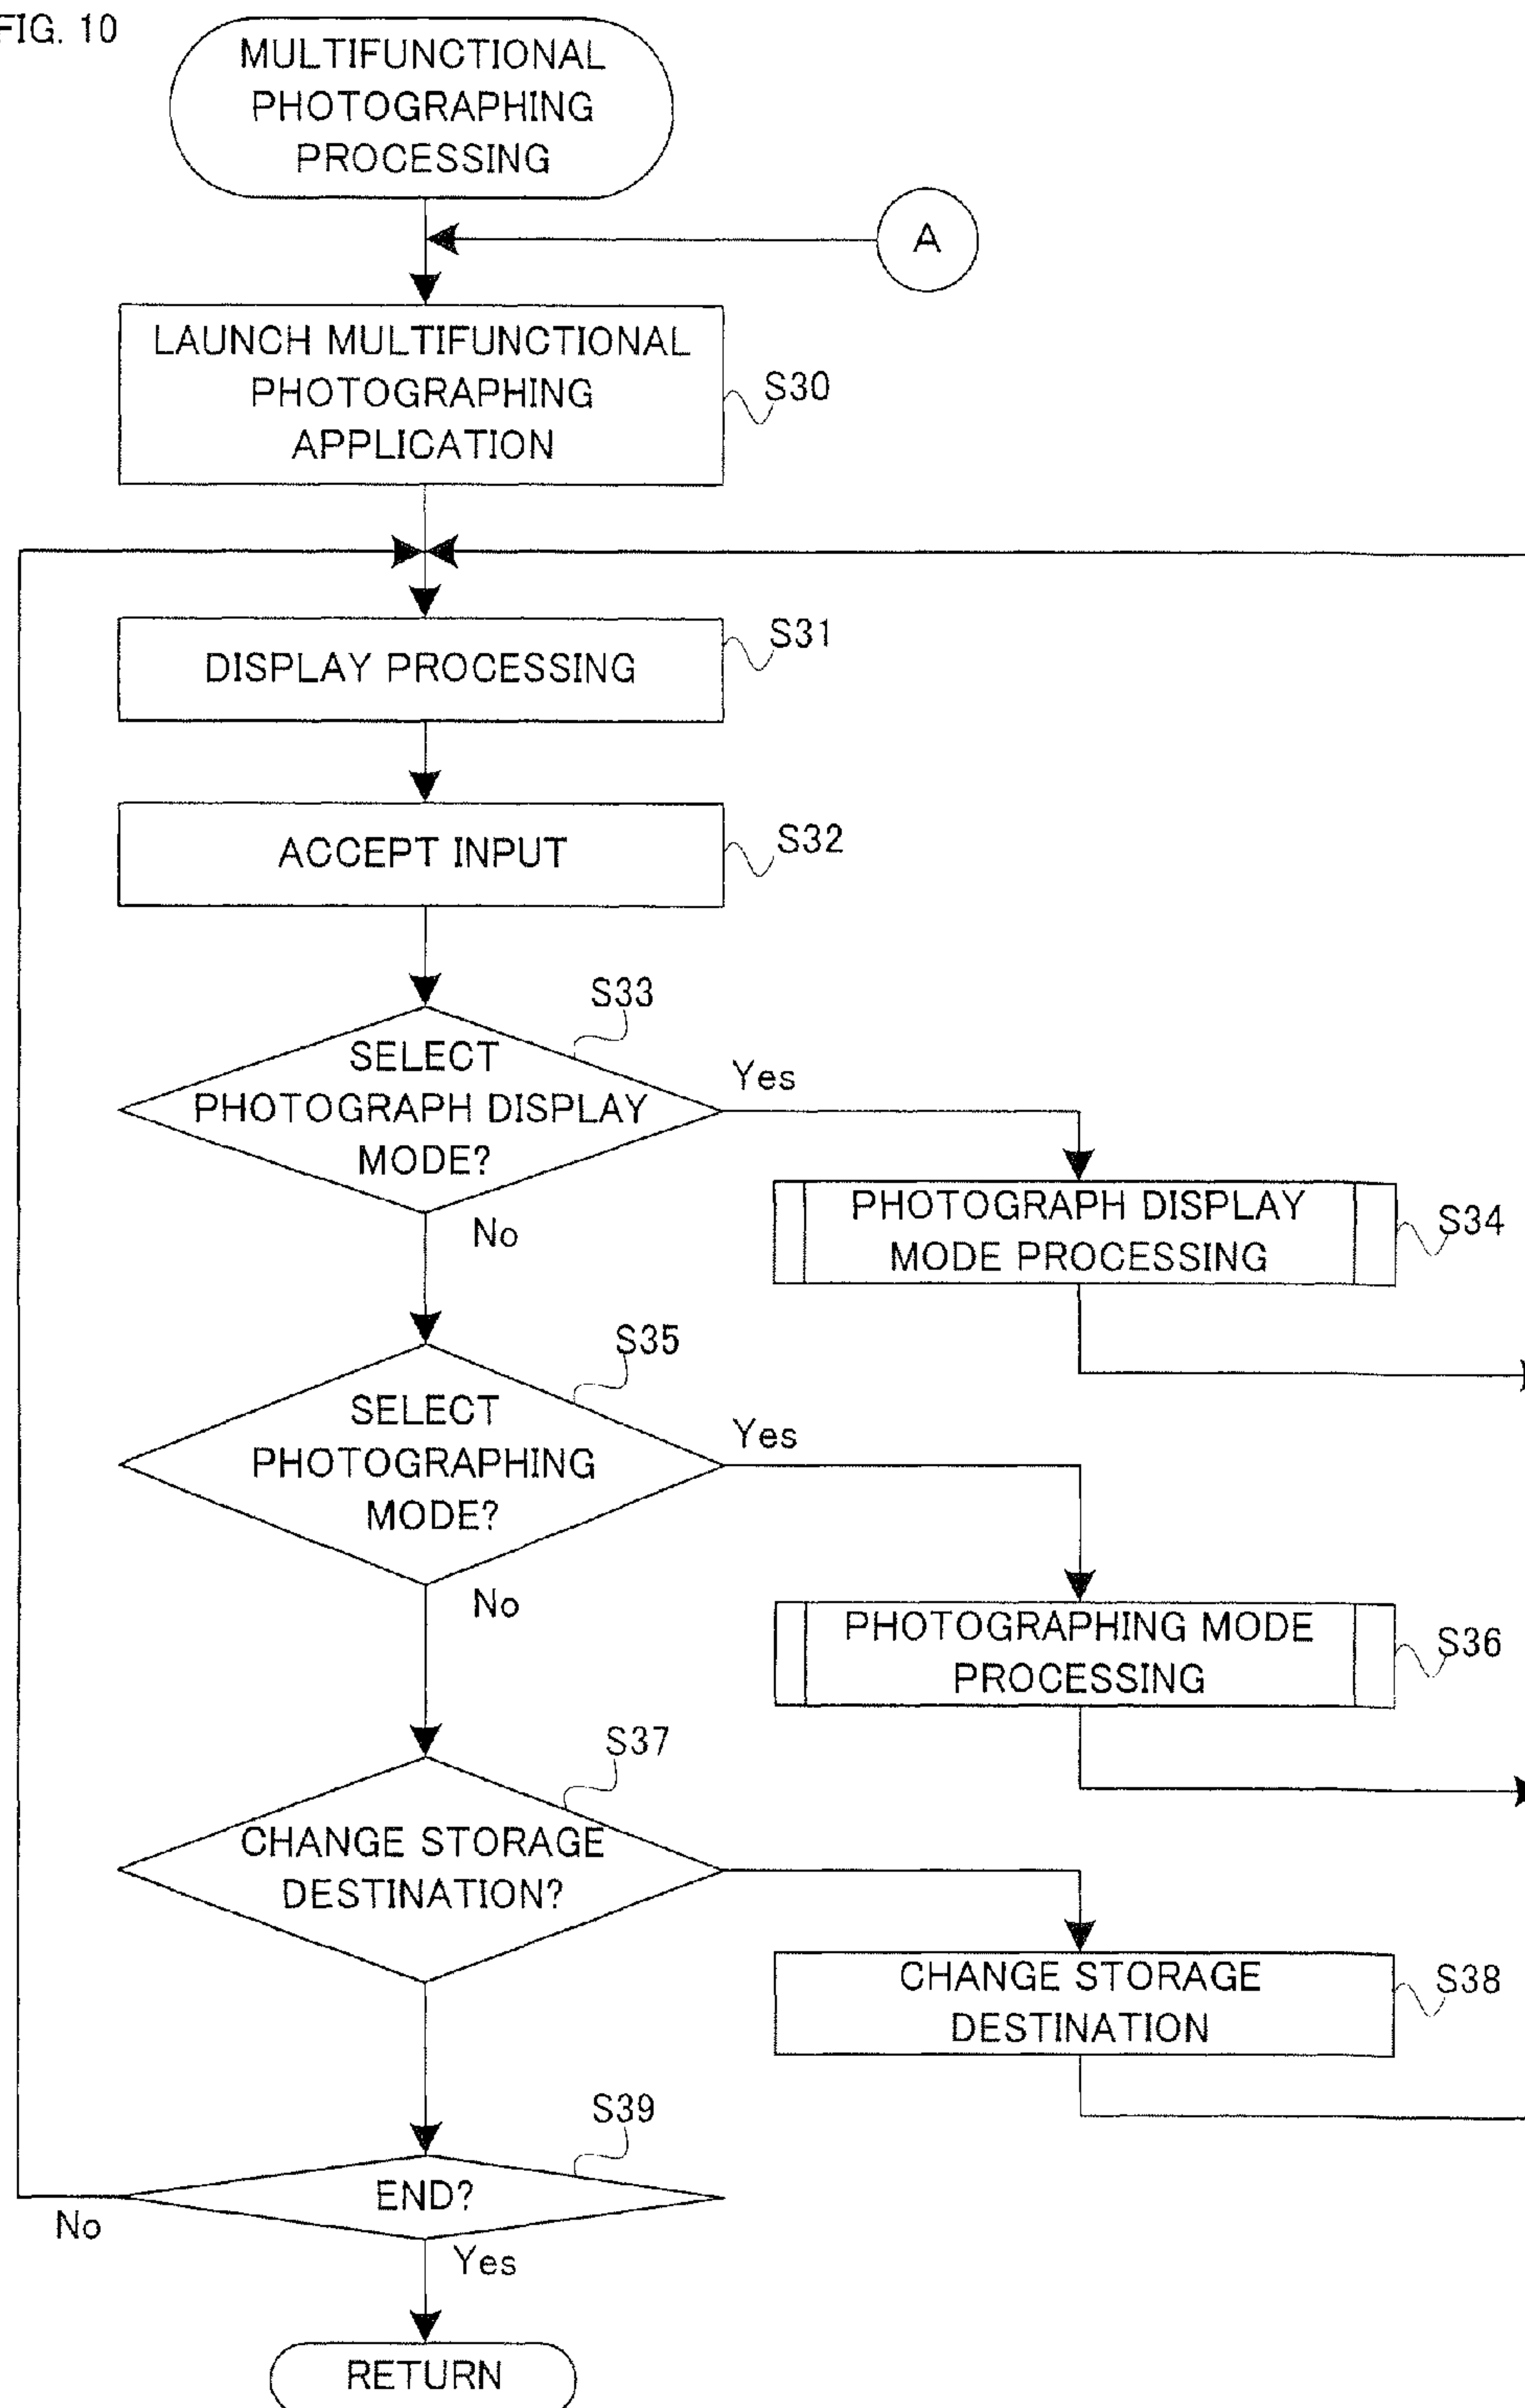 FIG. 10
MULTIFUNCTIONAL
PHOTOGRAPHING
PROCESSING
A
LAUNCH MULTIFUNCTIONAL
PHOTOGRAPHING
APPLICATION
S30
S31
DISPLAY PROCESSING
ACCEPT INPUT
S32
S33
SELECT
PHOTOGRAPH DISPLAY
MODE?
Yes
No
PHOTOGRAPH DISPLAY
MODE PROCESSING
S34
S35
SELECT
PHOTOGRAPHING
MODE?
Yes
No
PHOTOGRAPHING MODE
PROCESSING
S36
S37
CHANGE STORAGE
DESTINATION?
CHANGE STORAGE
DESTINATION
S38
S39
END?
No
Yes
RETURN